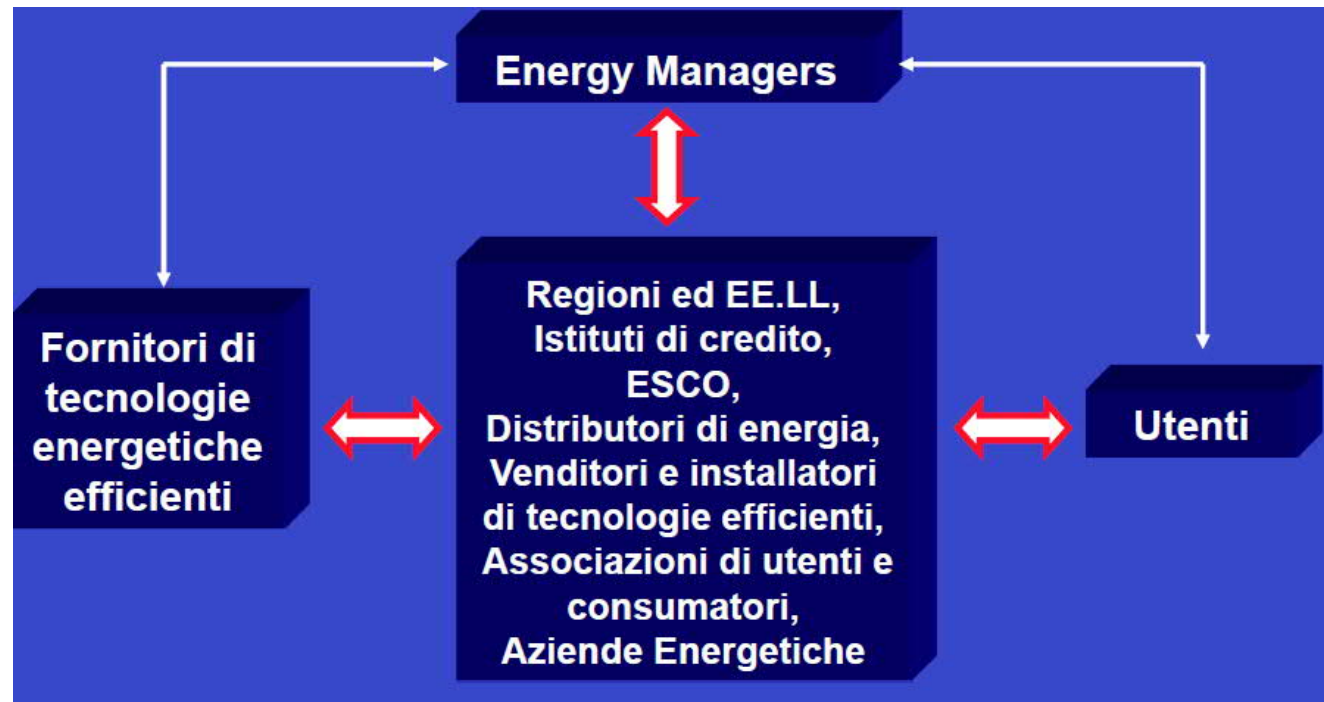 Energy Managers
Fornitori di
tecnologie
energetiche
efficienti
Regioni ed EE.LL,
Istituti di credito,
ESCO,
Distributori di energia,
Venditori e installatori
di tecnologie efficienti,
Associazioni di utenti e
consumatori,
Aziende Energetiche
Utenti